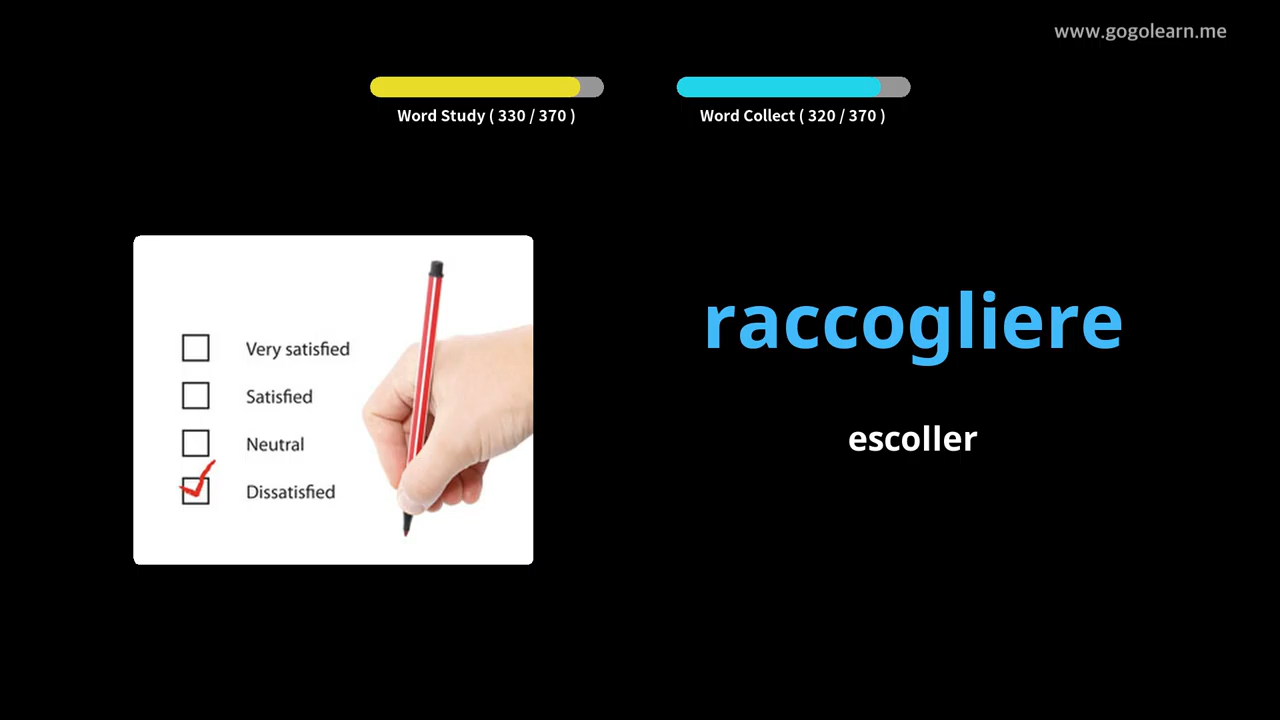 www.gogolearn.me
Word Study ( 330 / 370 )
Word Collect ( 320 / 370 )
Very satisfied
Satisfied
Neutral
Dissatisfied
raccogliere
escoller